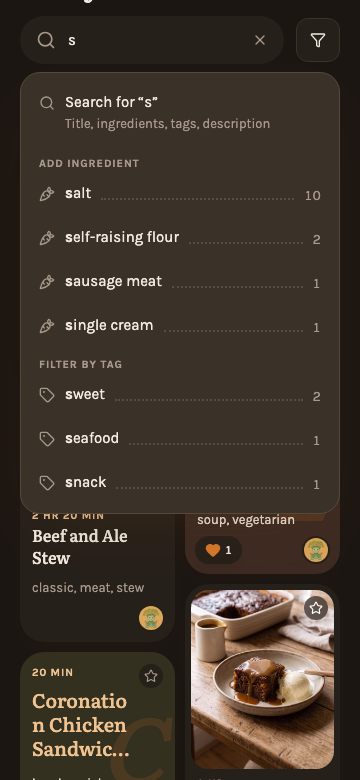 s
Search for “s”
Title, ingredients, tags, description
ADD INGREDIENT
salt 10
self-raising flour 2
sausage meat 1
single cream 1
FILTER BY TAG
sweet 2
seafood 1
snack 1
2 HR 20 MIN
Beef and Ale
Stew
classic, meat, stew
soup, vegetarian
1
20 MIN
Coronatio
n Chicken
Sandwic...